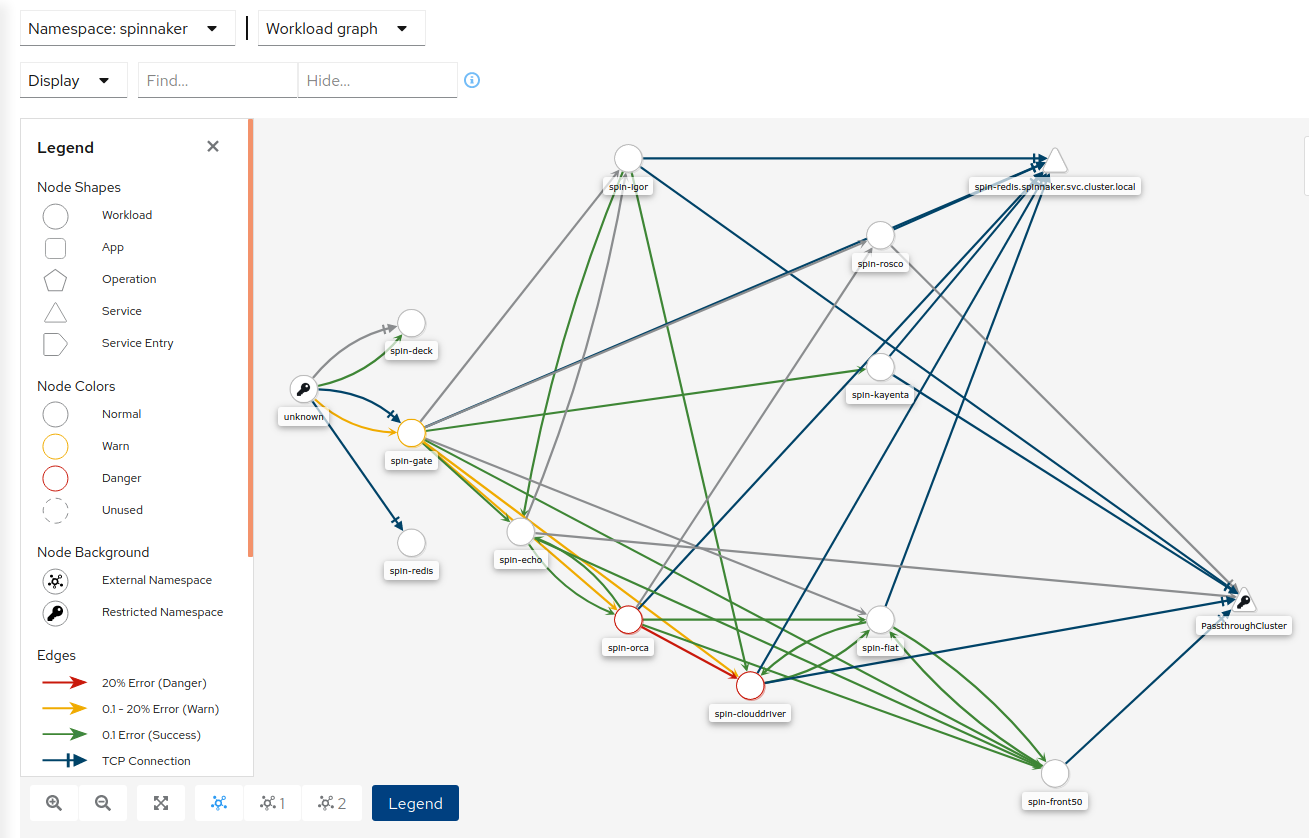 Namespace: spinnaker
Workload graph
Display
Find...
Hide...
Legend
Node Shapes
Workload
App
Operation
Service
Service Entry
Node Colors
Normal
Warn
Danger
Unused
Node Background
External Namespace
Restricted Namespace
Edges
20% Error (Danger)
0.1 - 20% Error (Warn)
0.1 Error (Success)
TCP Connection
1
2
Legend
spin-igor
spin-redis.spinnaker.svc.cluster.local
spin-rosco
spin-deck
spin-kayenta
unknown
spin-gate
spin-echo
spin-redis
PassthroughCluster
spin-orca
spin-fiat
spin-clouddriver
spin-front50